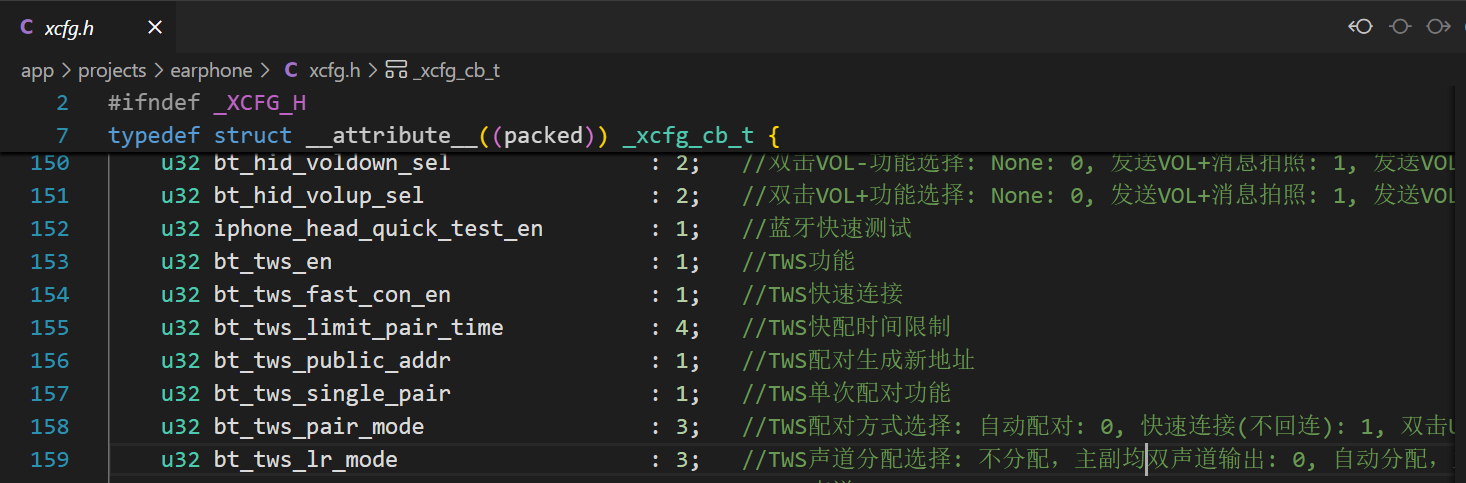 C xcfg.h ×
app > projects > earphone > C xcfg.h > _xcfg_cb_t
2 #ifndef _XCFG_H
7 typedef struct __attribute__((packed)) _xcfg_cb_t {
150 u32 bt_hid_voldown_sel : 2; //双击VOL-功能选择: None: 0, 发送VOL+消息拍照: 1, 发送VOL
151 u32 bt_hid_volup_sel : 2; //双击VOL+功能选择: None: 0, 发送VOL+消息拍照: 1, 发送VOL
152 u32 iphone_head_quick_test_en : 1; //蓝牙快速测试
153 u32 bt_tws_en : 1; //TWS功能
154 u32 bt_tws_fast_con_en : 1; //TWS快速连接
155 u32 bt_tws_limit_pair_time : 4; //TWS快配时间限制
156 u32 bt_tws_public_addr : 1; //TWS配对生成新地址
157 u32 bt_tws_single_pair : 1; //TWS单次配对功能
158 u32 bt_tws_pair_mode : 3; //TWS配对方式选择: 自动配对: 0, 快速连接(不回连): 1, 双击U
159 u32 bt_tws_lr_mode : 3; //TWS声道分配选择: 不分配，主副均双声道输出: 0, 自动分配，